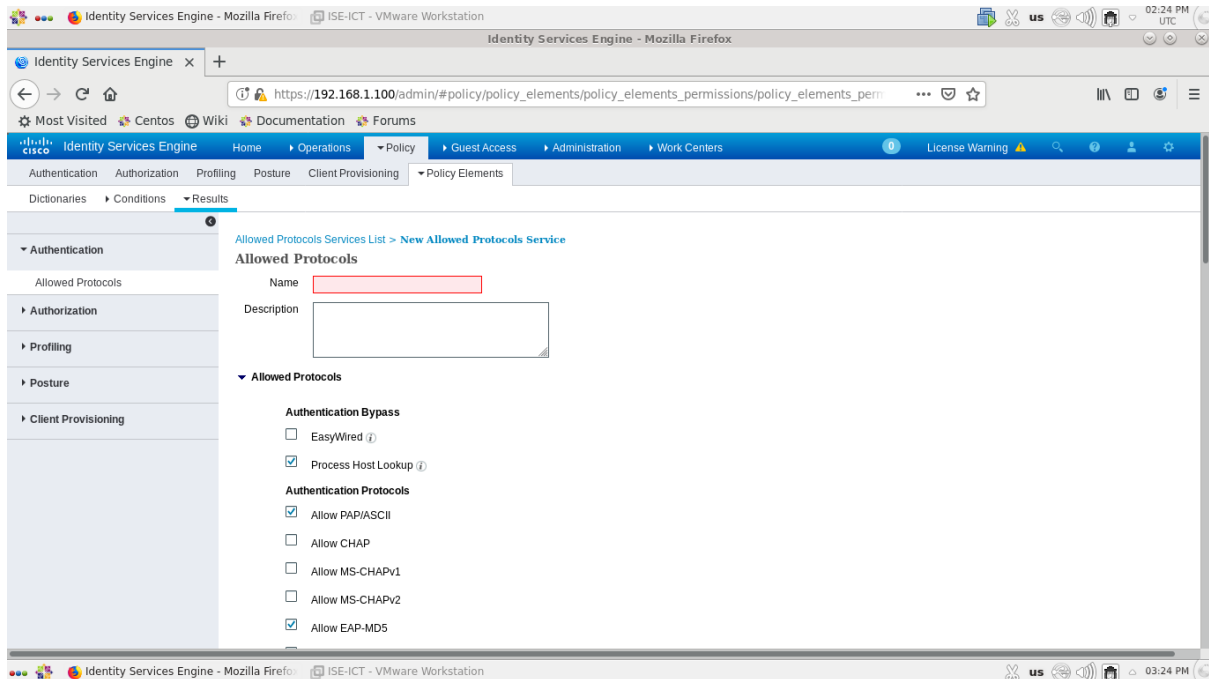 Identity Services Engine - Mozilla Firefox ISE-ICT - VMware Workstation us 02:24 PM UTC
Identity Services Engine - Mozilla Firefox
Identity Services Engine
https://192.168.1.100/admin/#policy/policy_elements/policy_elements_permissions/policy_elements_perm
Most Visited Centos Wiki Documentation Forums
CISCO Identity Services Engine Home Operations Policy Guest Access Administration Work Centers 0 License Warning
Authentication Authorization Profiling Posture Client Provisioning Policy Elements
Dictionaries Conditions Results
Allowed Protocols Services List > New Allowed Protocols Service
Authentication
Allowed Protocols
Allowed Protocols
Name
Authorization
Description
Profiling
Posture
Allowed Protocols
Client Provisioning
Authentication Bypass
EasyWired
Process Host Lookup
Authentication Protocols
Allow PAP/ASCII
Allow CHAP
Allow MS-CHAPv1
Allow MS-CHAPv2
Allow EAP-MD5
Identity Services Engine - Mozilla Firefox ISE-ICT - VMware Workstation us 03:24 PM